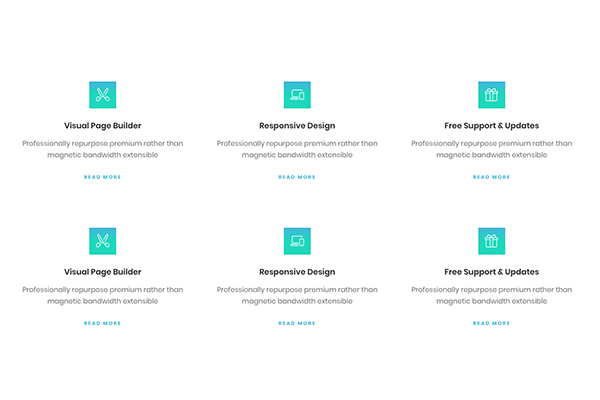 Visual Page Builder
Responsive Design
Free Support & Updates
Professionally repurpose premium rather than
magnetic bandwidth extensible
Professionally repurpose premium rather than
magnetic bandwidth extensible
Professionally repurpose premium rather than
magnetic bandwidth extensible
READ MORE
READ MORE
READ MORE
Visual Page Builder
Responsive Design
Free Support & Updates
Professionally repurpose premium rather than
magnetic bandwidth extensible
Professionally repurpose premium rather than
magnetic bandwidth extensible
Professionally repurpose premium rather than
magnetic bandwidth extensible
READ MORE
READ MORE
READ MORE